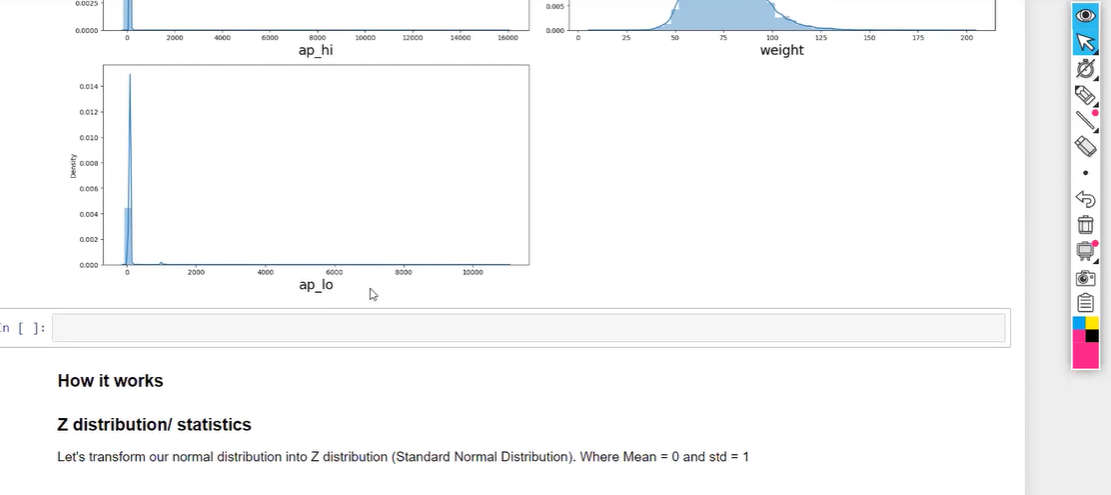 0.0025
0.0000
0 2000 4000 6000 8000 10000 12000 14000 16000
ap_hi
0.005
0.000
0 25 50 75 100 125 150 175 200
weight
0.014
0.012
0.010
0.008
0.006
0.004
0.002
0.000
Density
0 2000 4000 6000 8000 10000
ap_lo
In [ ]:
How it works
Z distribution/ statistics
Let's transform our normal distribution into Z distribution (Standard Normal Distribution). Where Mean = 0 and std = 1